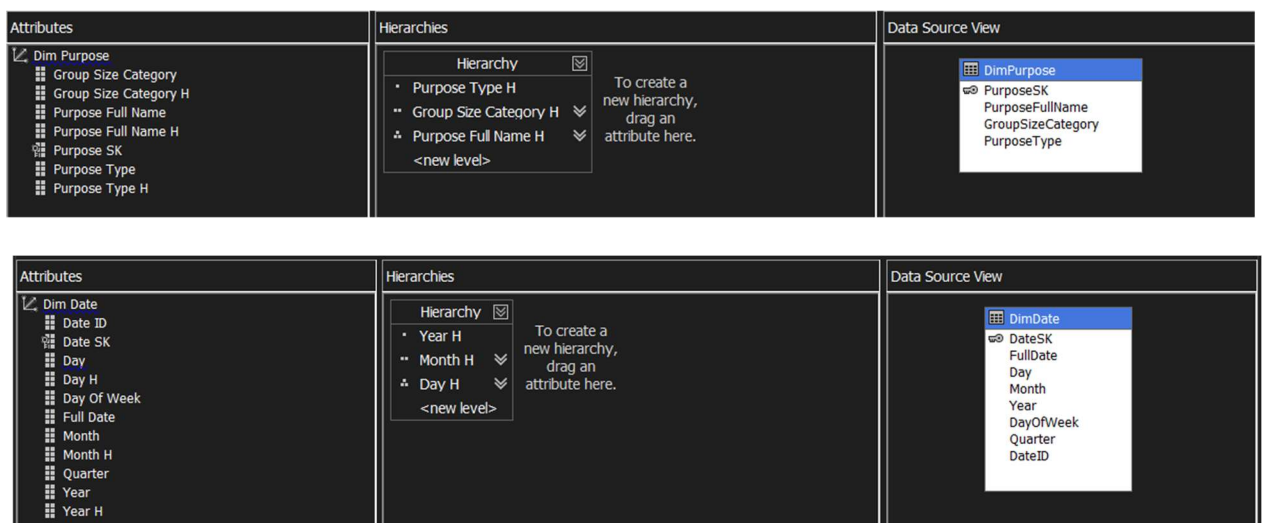 Attributes
Dim Purpose
Group Size Category
Group Size Category H
Purpose Full Name
Purpose Full Name H
Purpose SK
Purpose Type
Purpose Type H
Hierarchies
Hierarchy
Purpose Type H
Group Size Category H
Purpose Full Name H
<new level>
To create a
new hierarchy,
drag an
attribute here.
Data Source View
DimPurpose
PurposeSK
PurposeFullName
GroupSizeCategory
PurposeType
Attributes
Dim Date
Date ID
Date SK
Day
Day H
Day Of Week
Full Date
Month
Month H
Quarter
Year
Year H
Hierarchies
Hierarchy
Year H
Month H
Day H
<new level>
To create a
new hierarchy,
drag an
attribute here.
Data Source View
DimDate
DateSK
FullDate
Day
Month
Year
DayOfWeek
Quarter
DateID